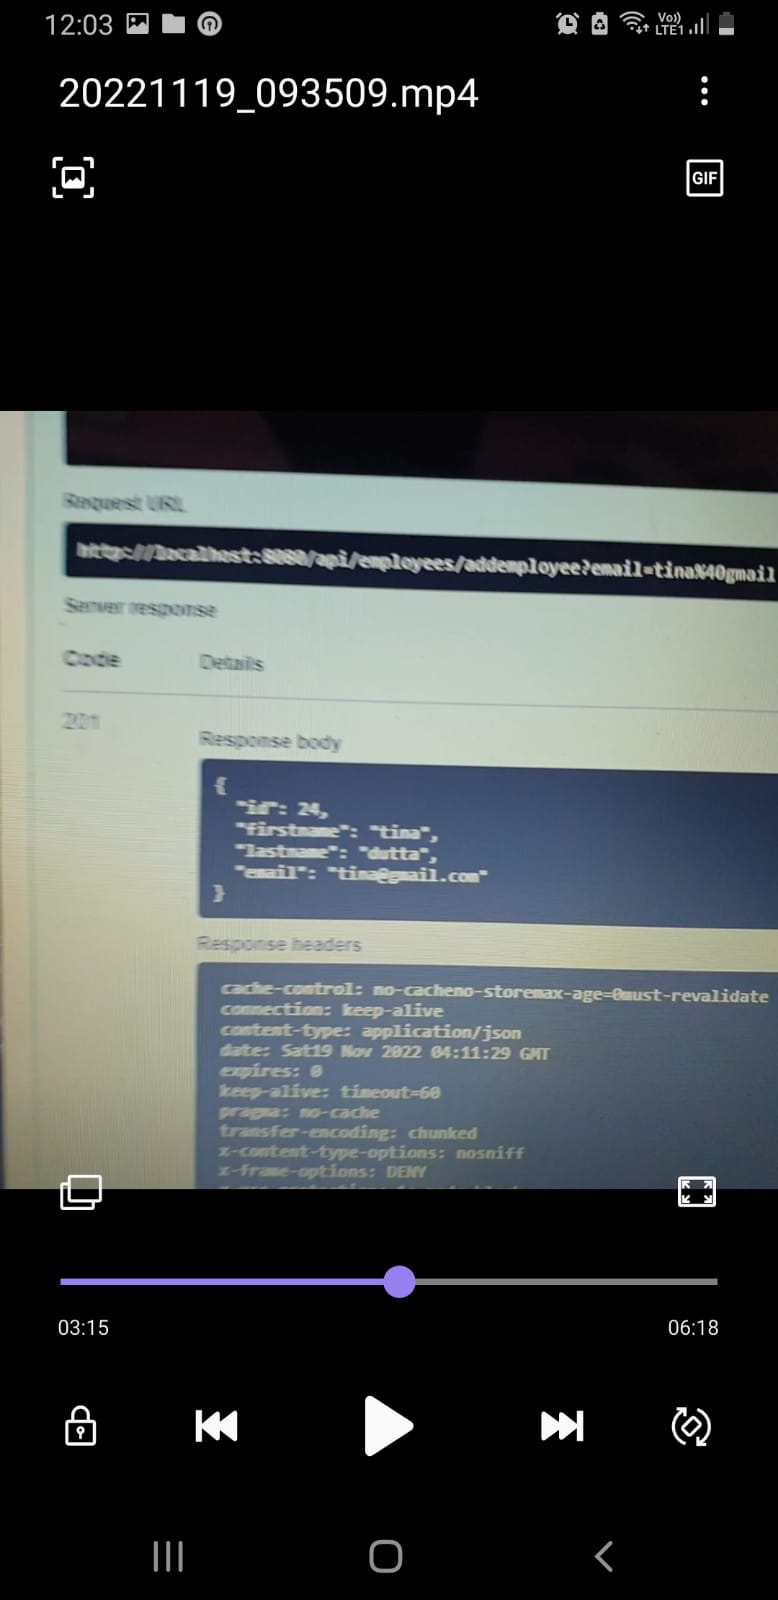 12:03
Vo)) LTE1
20221119_093509.mp4
GIF
Request URL
http://localhost:8080/api/employees/addemployee?email=tina%40gmail
Server response
Code Details
201
Response body
{
"id": 24,
"firstname": "tina",
"lastname": "dutta",
"email": "tina@gmail.com"
}
Response headers
cache-control: no-cacheno-storemax-age=0must-revalidate
connection: keep-alive
content-type: application/json
date: Sat19 Nov 2022 04:11:29 GMT
expires: 0
keep-alive: timeout=60
pragma: no-cache
transfer-encoding: chunked
x-content-type-options: nosniff
x-frame-options: DENY
03:15 06:18